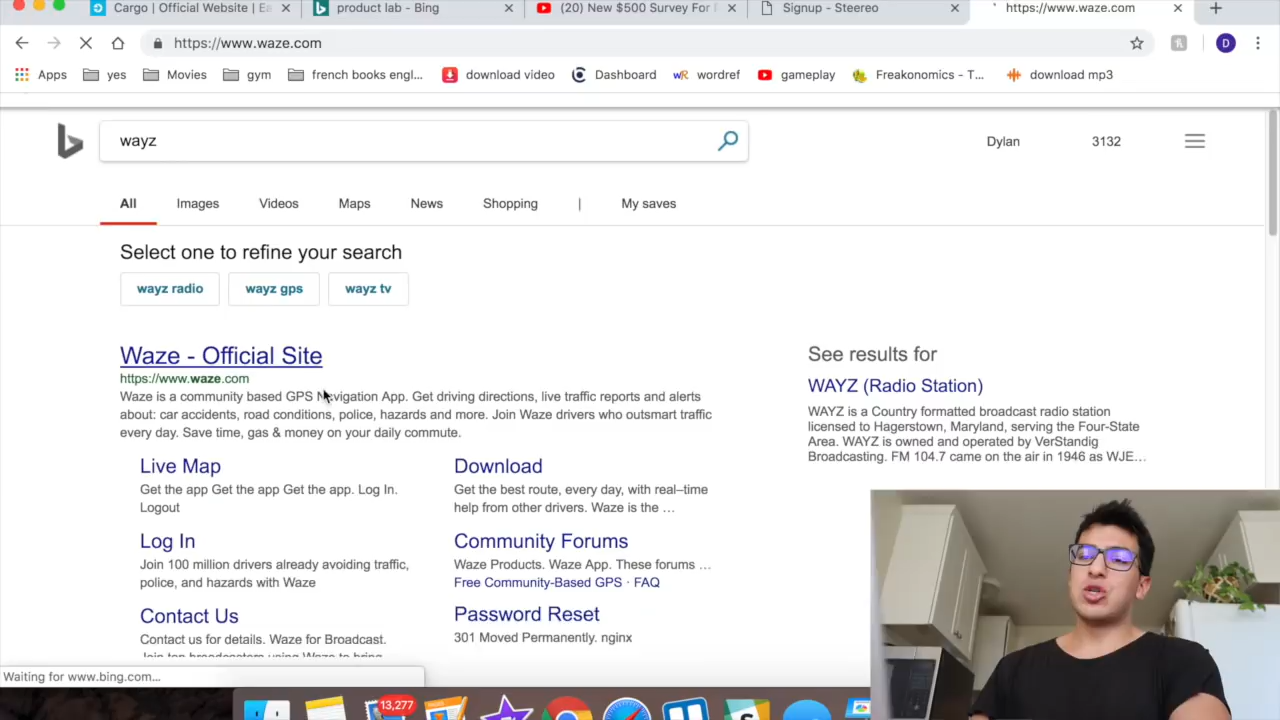 Cargo | Official Website | Ea
product lab - Bing
(20) New $500 Survey For
Signup - Steereo
https://www.waze.com
https://www.waze.com
D
Apps
yes
Movies
gym
french books engl...
download video
Dashboard
wordref
gameplay
Freakonomics - T...
download mp3
wayz
Dylan
3132
All
Images
Videos
Maps
News
Shopping
|
My saves
Select one to refine your search
wayz radio
wayz gps
wayz tv
Waze - Official Site
https://www.waze.com
Waze is a community based GPS Navigation App. Get driving directions, live traffic reports and alerts
about: car accidents, road conditions, police, hazards and more. Join Waze drivers who outsmart traffic
every day. Save time, gas & money on your daily commute.
See results for
WAYZ (Radio Station)
WAYZ is a Country formatted broadcast radio station
licensed to Hagerstown, Maryland, serving the Four-State
Area. WAYZ is owned and operated by VerStandig
Broadcasting. FM 104.7 came on the air in 1946 as WJE...
Live Map
Get the app Get the app Get the app. Log In.
Logout
Download
Get the best route, every day, with real–time
help from other drivers. Waze is the ...
Log In
Join 100 million drivers already avoiding traffic,
police, and hazards with Waze
Community Forums
Waze Products. Waze App. These forums ...
Free Community-Based GPS · FAQ
Contact Us
Contact us for details. Waze for Broadcast.
Join top broadcasters using Waze to bring
Password Reset
301 Moved Permanently. nginx
Waiting for www.bing.com...
13,277